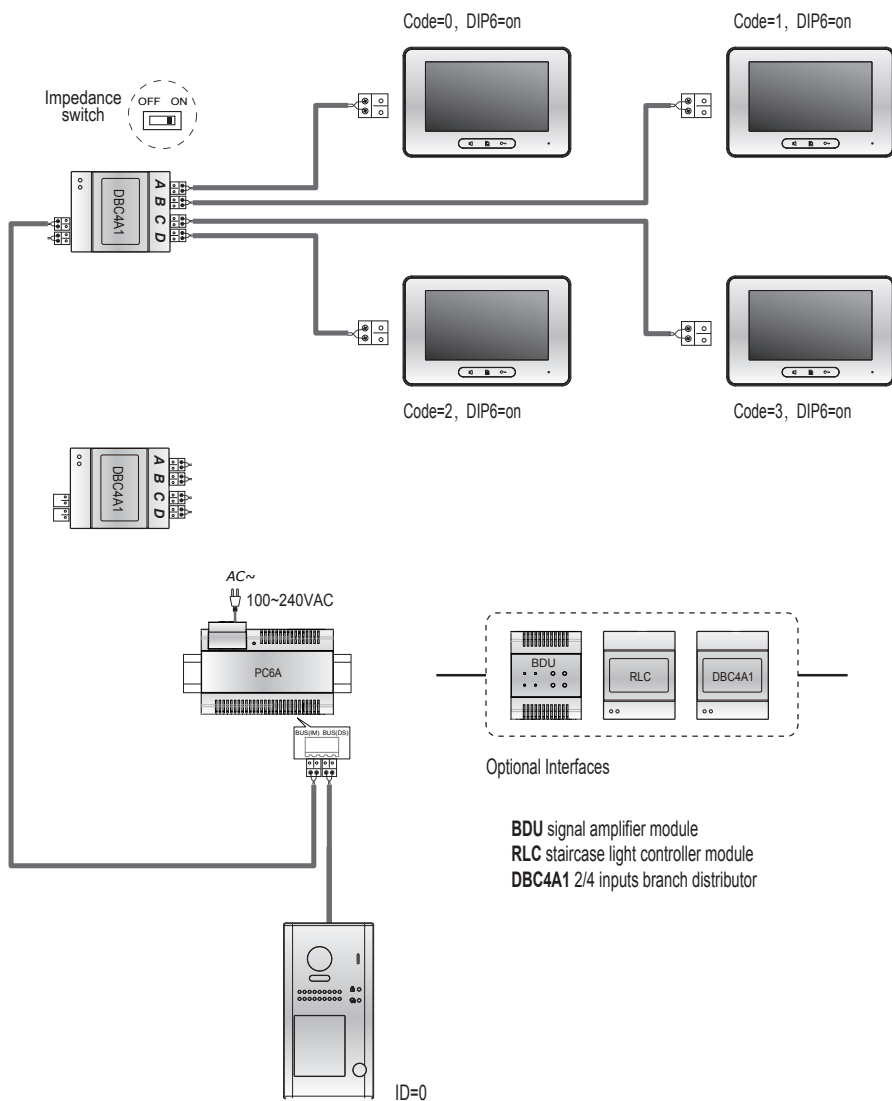 Code=0, DIP6=on
Code=1, DIP6=on
Impedance
switch
OFF ON
DBC4A1
A
B
C
D
Code=2, DIP6=on
Code=3, DIP6=on
DBC4A1
A
B
C
D
AC~
100~240VAC
PC6A
BUS(IM) BUS(DS)
BDU
RLC
DBC4A1
Optional Interfaces
BDU signal amplifier module
RLC staircase light controller module
DBC4A1 2/4 inputs branch distributor
ID=0